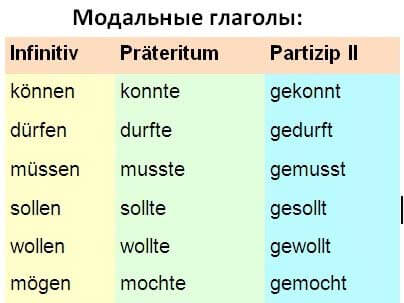 Модальные глаголы:
Infinitiv Präteritum Partizip II
können konnte gekonnt
dürfen durfte gedurft
müssen musste gemusst
sollen sollte gesollt
wollen wollte gewollt
mögen mochte gemocht